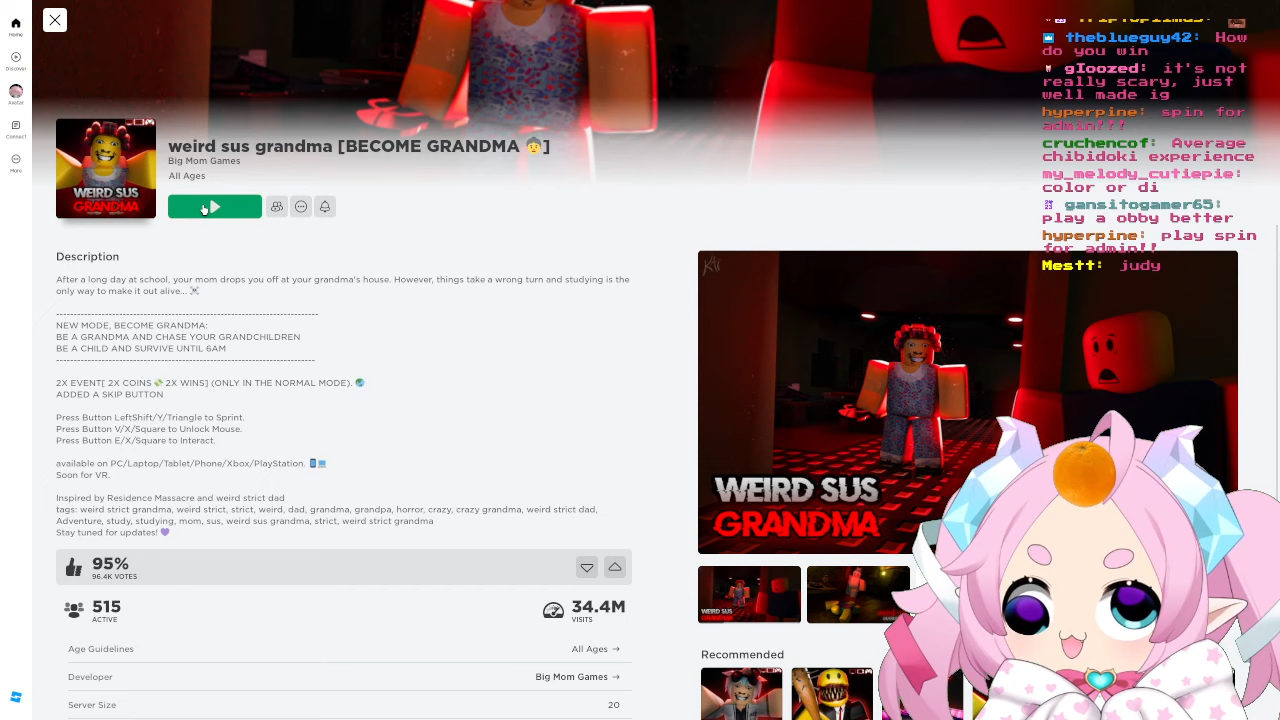 Home
Discover
Avatar
Connect
More
weird sus grandma [BECOME GRANDMA 👵]
Big Mom Games
All Ages
WEIRD SUS
GRANDMA
Description
After a long day at school, your mom drops you off at your grandma's house. However, things take a wrong turn and studying is the
only way to make it out alive... ☠️
--------------------------------------------------------------------------------
NEW MODE, BECOME GRANDMA:
BE A GRANDMA AND CHASE YOUR GRANDCHILDREN
BE A CHILD AND SURVIVE UNTIL 6AM
-------------------------------------------------------------------------------
2X EVENT[ 2X COINS 💸 2X WINS] (ONLY IN THE NORMAL MODE). 🌏
ADDED A SKIP BUTTON
Press Button LeftShift/Y/Triangle to Sprint.
Press Button V/X/Square to Unlock Mouse.
Press Button E/X/Square to Interact.
available on PC/Laptop/Tablet/Phone/Xbox/PlayStation. 📱💻
Soon for VR.
Inspired by Residence Massacre and weird strict dad
tags: weird strict grandma, horror, strict, weird, dad, grandma, grandpa, horror, crazy, crazy grandma, weird strict dad,
Adventure, study, studying, mom, sus, weird sus grandma, strict, weird strict grandma
Stay tuned for updates! 💜
95%
96.4K VOTES
515
ACTIVE
34.4M
VISITS
Age Guidelines
All Ages →
Developer
Big Mom Games →
Server Size
20
theblueguy42: How
do you win
gIoozed: it's not
really scary, just
well made ig
hyperpine: spin for
admin!!!
cruchencof: Average
chibidoki experience
my_melody_cutiepie:
color or di
gansitogamer65:
play a obby better
hyperpine: play spin
for admin!!
Mestt: judy
WEIRD SUS
GRANDMA
WEIRD SUS
GRANDMA
Recommended